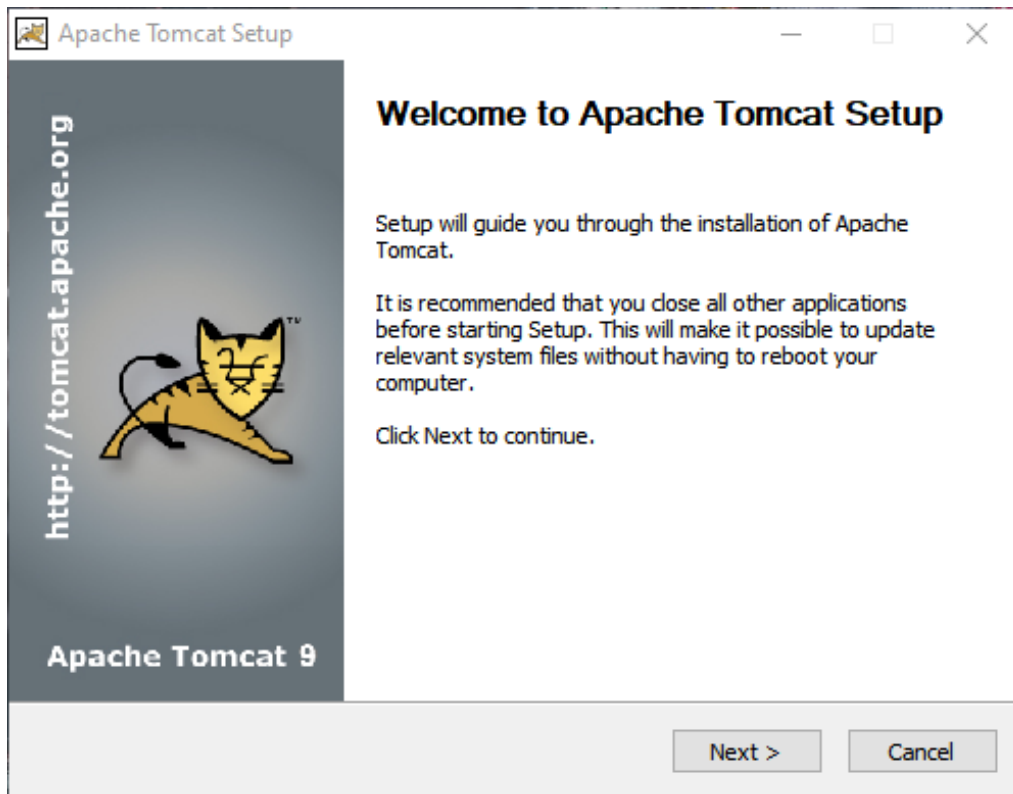 Apache Tomcat Setup
http://tomcat.apache.org
Apache Tomcat 9
Welcome to Apache Tomcat Setup
Setup will guide you through the installation of Apache
Tomcat.
It is recommended that you close all other applications
before starting Setup. This will make it possible to update
relevant system files without having to reboot your
computer.
Click Next to continue.
TM
Next >
Cancel